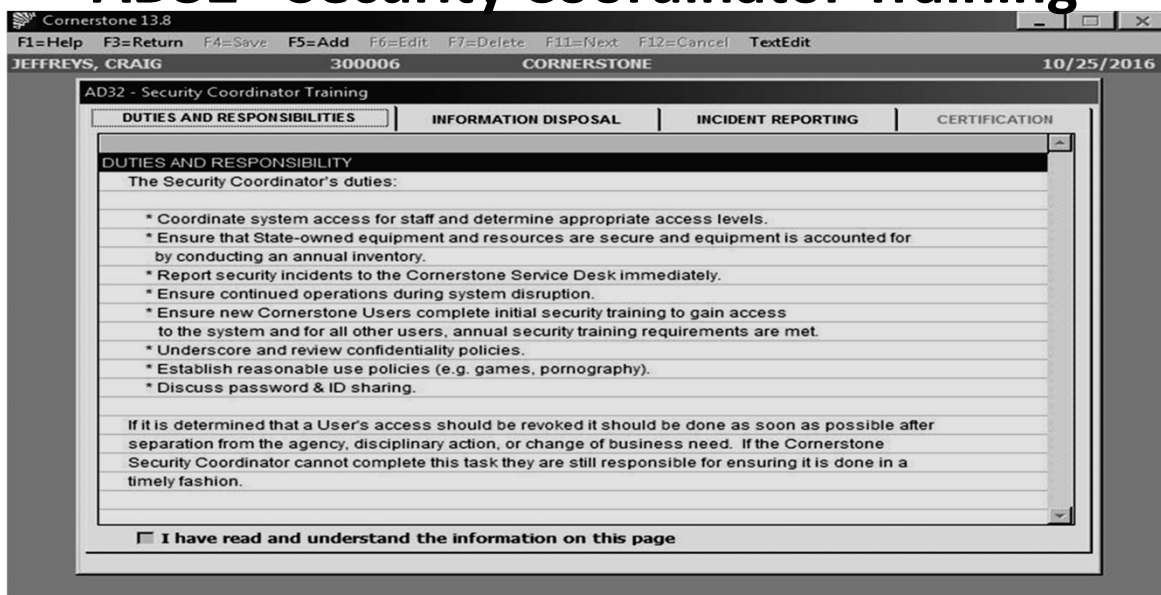 AD32 - Security Coordinator Training
Cornerstone 13.8
F1=Help F3=Return F4=Save F5=Add F6=Edit F7=Delete F11=Next F12=Cancel TextEdit
JEFFREYS, CRAIG 300006 CORNERSTONE 10/25/2016
AD32 - Security Coordinator Training
DUTIES AND RESPONSIBILITIES INFORMATION DISPOSAL INCIDENT REPORTING CERTIFICATION
DUTIES AND RESPONSIBILITY
The Security Coordinator's duties:
* Coordinate system access for staff and determine appropriate access levels.
* Ensure that State-owned equipment and resources are secure and equipment is accounted for
by conducting an annual inventory.
* Report security incidents to the Cornerstone Service Desk immediately.
* Ensure continued operations during system disruption.
* Ensure new Cornerstone Users complete initial security training to gain access
to the system and for all other users, annual security training requirements are met.
* Underscore and review confidentiality policies.
* Establish reasonable use policies (e.g. games, pornography).
* Discuss password & ID sharing.
If it is determined that a User's access should be revoked it should be done as soon as possible after
separation from the agency, disciplinary action, or change of business need. If the Cornerstone
Security Coordinator cannot complete this task they are still responsible for ensuring it is done in a
timely fashion.
I have read and understand the information on this page